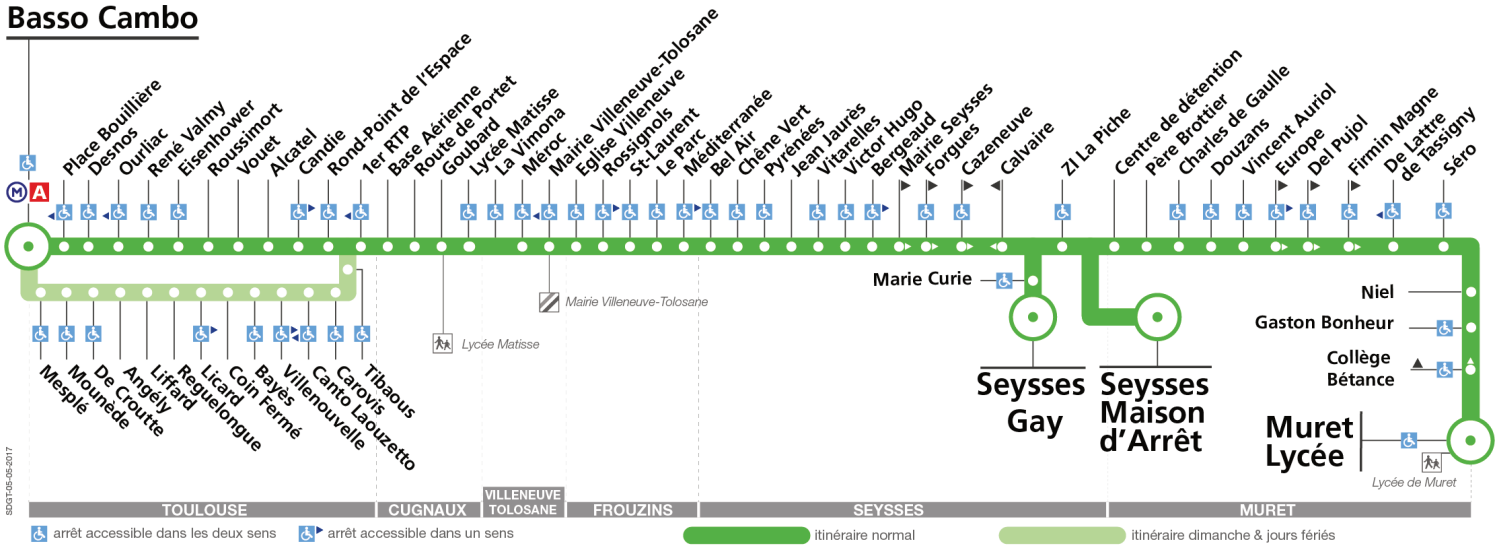 Basso Cambo
M A
Place Bouillière
Desnos
Ourliac
René Valmy
Eisenhower
Roussimort
Vouet
Alcatel
Candie
Rond-Point de l'Espace
1er RTP
Base Aérienne
Route de Portet
Goubard
Lycée Matisse
La Vimona
Méroc
Mairie Villeneuve-Tolosane
Eglise Villeneuve
Rossignols
St-Laurent
Le Parc
Méditerranée
Bel Air
Chêne Vert
Pyrénées
Jean Jaurès
Vitarelles
Victor Hugo
Bergeaud
Mairie Seysses
Forgues
Cazeneuve
Calvaire
ZI La Piche
Centre de détention
Père Brottier
Charles de Gaulle
Douzans
Vincent Auriol
Europe
Del Pujol
Firmin Magne
De Lattre
de Tassigny
Séro
Mesplé
Mounède
De Croutte
Angély
Liffard
Reguelongue
Licard
Coin Fermé
Bayès
Villenouvelle
Canto Laouzetto
Carovis
Tibaous
Lycée Matisse
Mairie Villeneuve-Tolosane
Marie Curie
Seysses
Gay
Seysses
Maison
d'Arrêt
Niel
Gaston Bonheur
Collège
Bétance
Muret
Lycée
Lycée de Muret
SDGT-05-2017
TOULOUSE
CUGNAUX
VILLENEUVE
TOLOSANE
FROUZINS
SEYSSES
MURET
arrêt accessible dans les deux sens
arrêt accessible dans un sens
itinéraire normal
itinéraire dimanche & jours fériés